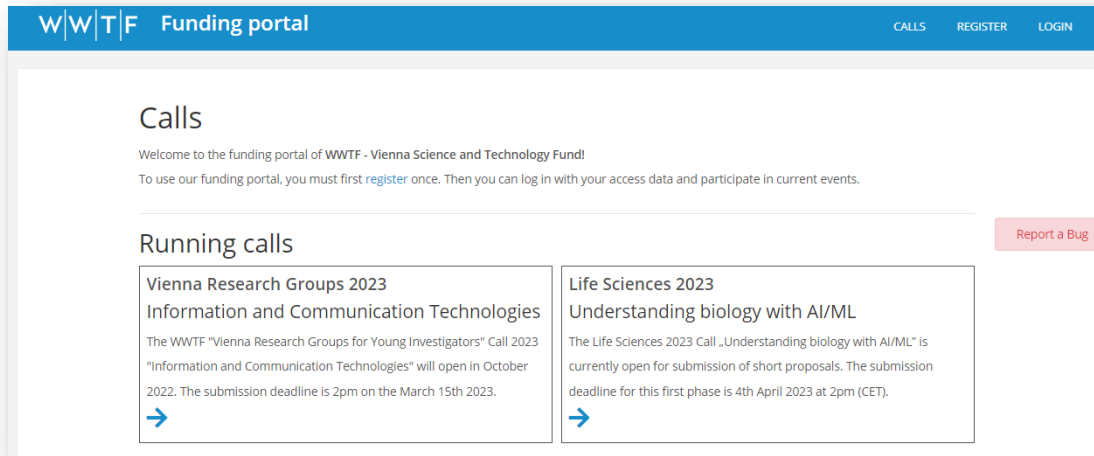 W|W|T|F Funding portal
CALLS REGISTER LOGIN
Calls
Welcome to the funding portal of WWTF - Vienna Science and Technology Fund!
To use our funding portal, you must first register once. Then you can log in with your access data and participate in current events.
Report a Bug
Running calls
Vienna Research Groups 2023
Information and Communication Technologies
The WWTF "Vienna Research Groups for Young Investigators" Call 2023
"Information and Communication Technologies" will open in October
2022. The submission deadline is 2pm on the March 15th 2023.
Life Sciences 2023
Understanding biology with AI/ML
The Life Sciences 2023 Call „Understanding biology with AI/ML" is
currently open for submission of short proposals. The submission
deadline for this first phase is 4th April 2023 at 2pm (CET).